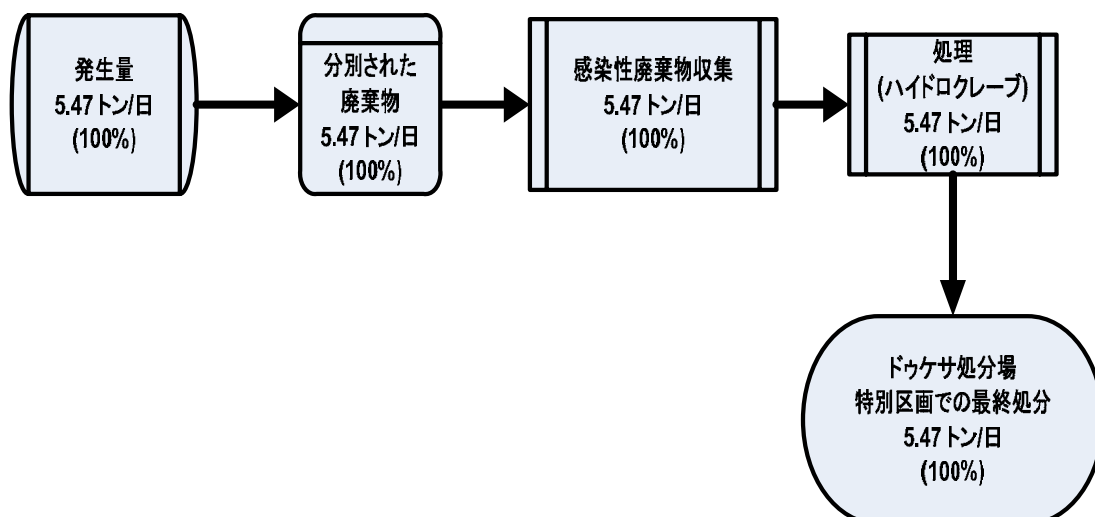 発生量
5.47トン/日
(100%)
分別された
廃棄物
5.47トン/日
(100%)
感染性廃棄物収集
5.47トン/日
(100%)
処理
(ハイドロクレーブ)
5.47トン/日
(100%)
ドゥケサ処分場
特別区画での最終処分
5.47トン/日
(100%)